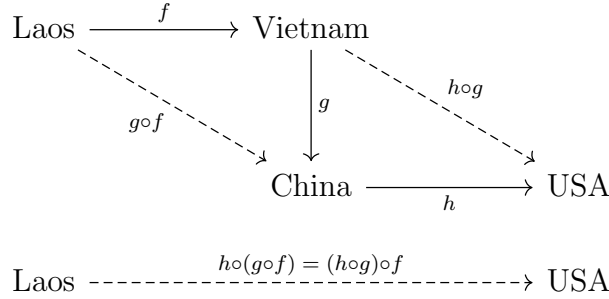 Laos f Vietnam
g∘f g h∘g
China h USA
Laos h∘(g∘f) = (h∘g)∘f USA